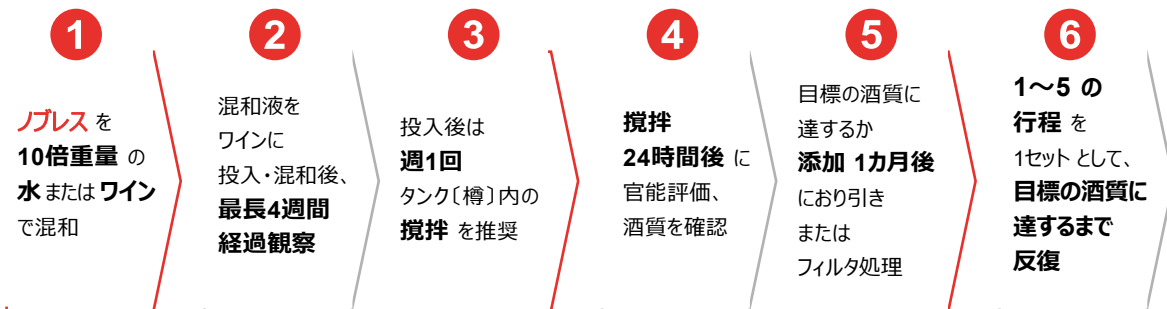 1
ノブレス を
10倍重量 の
水 または ワイン
で混和
2
混和液を
ワインに
投入・混和後、
最長4週間
経過観察
3
投入後は
週1回
タンク〔樽〕内の
撹拌 を推奨
4
撹拌
24時間後 に
官能評価、
酒質を確認
5
目標の酒質に
達するか
添加 1カ月後
におり引き
または
フィルタ処理
6
1～5 の
行程 を
1セット として、
目標の酒質に
達するまで
反復